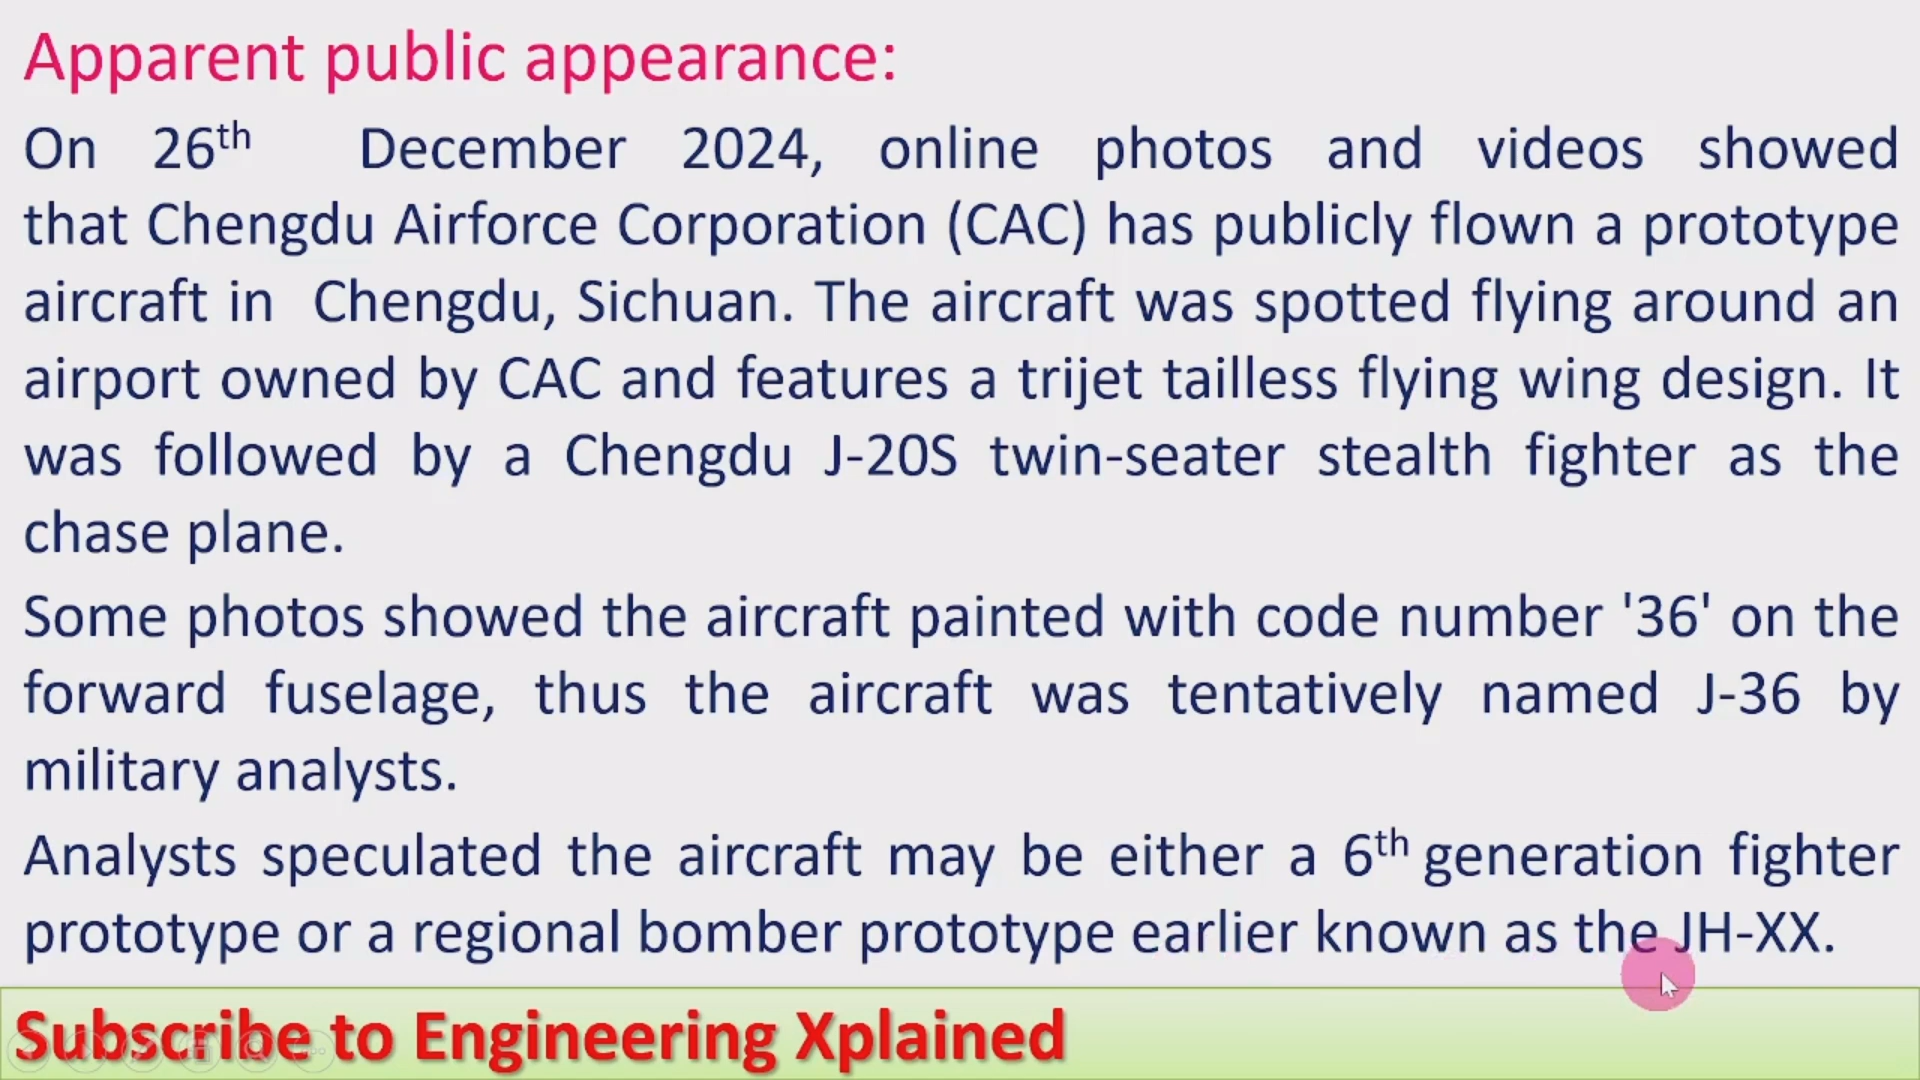 Apparent public appearance:
On 26th December 2024, online photos and videos showed
that Chengdu Airforce Corporation (CAC) has publicly flown a prototype
aircraft in Chengdu, Sichuan. The aircraft was spotted flying around an
airport owned by CAC and features a trijet tailless flying wing design. It
was followed by a Chengdu J-20S twin-seater stealth fighter as the
chase plane.
Some photos showed the aircraft painted with code number '36' on the
forward fuselage, thus the aircraft was tentatively named J-36 by
military analysts.
Analysts speculated the aircraft may be either a 6th generation fighter
prototype or a regional bomber prototype earlier known as the JH-XX.
Subscribe to Engineering Xplained